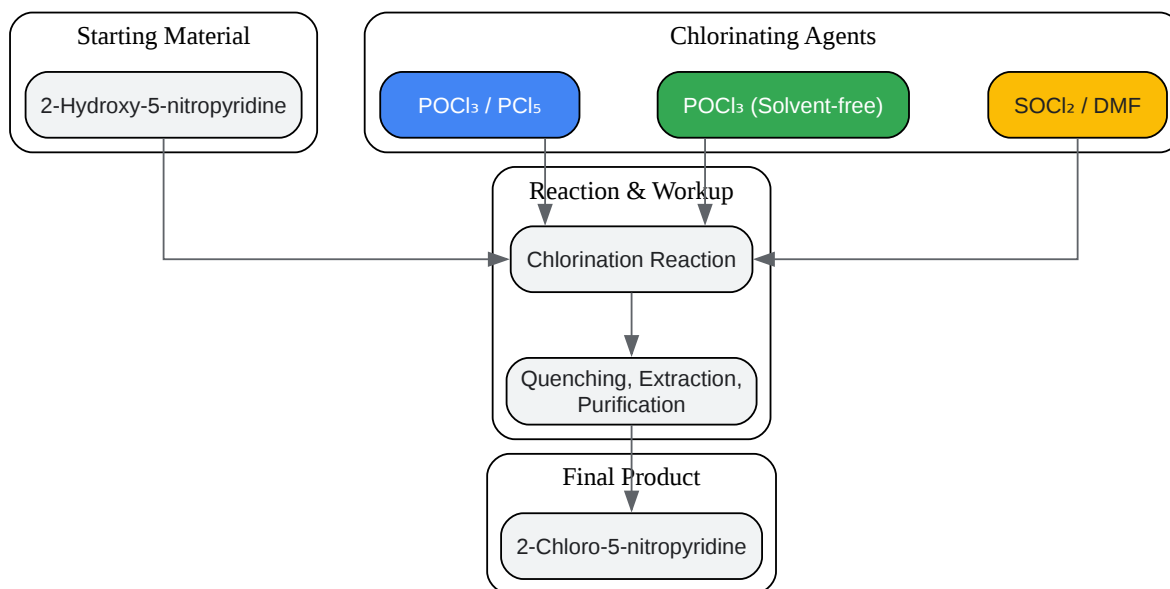 Starting Material
Chlorinating Agents
2-Hydroxy-5-nitropyridine
POCl₃ / PCl₅
POCl₃ (Solvent-free)
SOCl₂ / DMF
Reaction & Workup
Chlorination Reaction
Quenching, Extraction,
Purification
Final Product
2-Chloro-5-nitropyridine